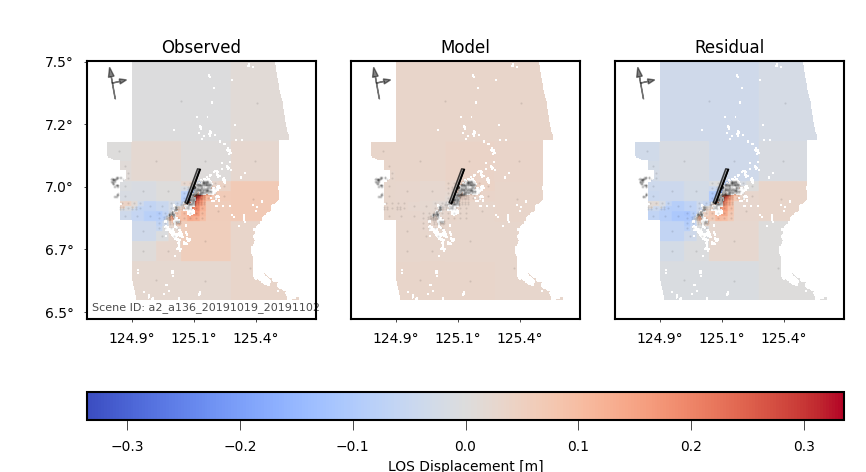 Observed
Model
Residual
7.5°
7.2°
7.0°
6.7°
6.5°
Scene ID: a2_a136_20191019_20191102
124.9° 125.1° 125.4°
124.9° 125.1° 125.4°
124.9° 125.1° 125.4°
−0.3 −0.2 −0.1 0.0 0.1 0.2 0.3
LOS Displacement [m]